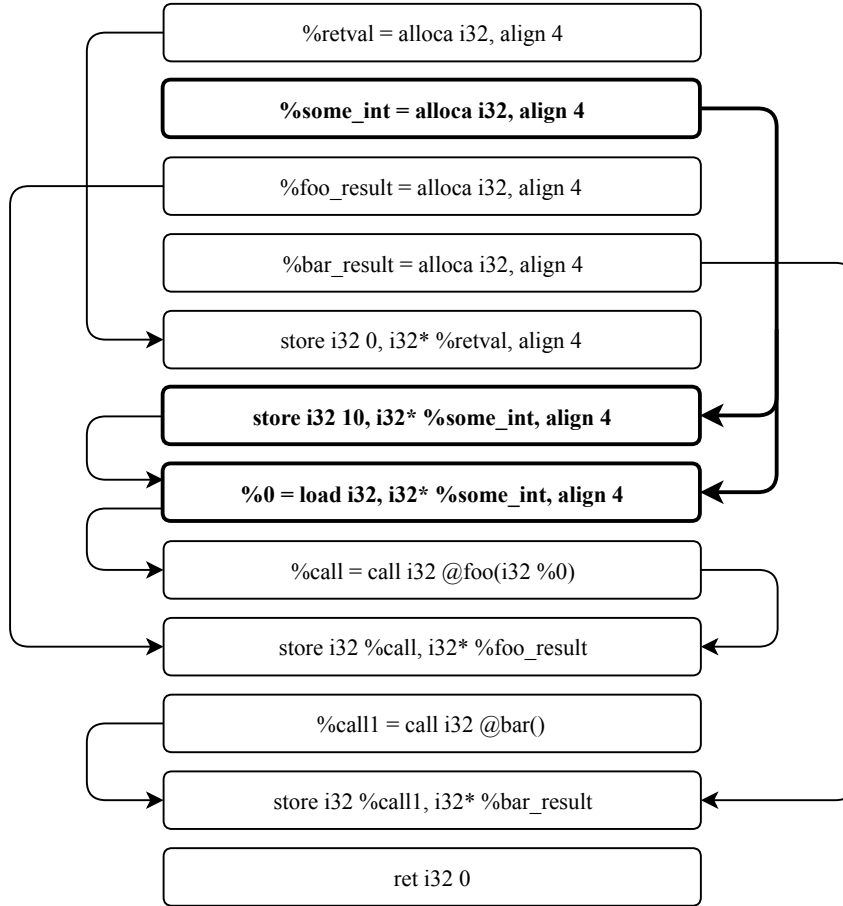 %retval = alloca i32, align 4
%some_int = alloca i32, align 4
%foo_result = alloca i32, align 4
%bar_result = alloca i32, align 4
store i32 0, i32* %retval, align 4
store i32 10, i32* %some_int, align 4
%0 = load i32, i32* %some_int, align 4
%call = call i32 @foo(i32 %0)
store i32 %call, i32* %foo_result
%call1 = call i32 @bar()
store i32 %call1, i32* %bar_result
ret i32 0